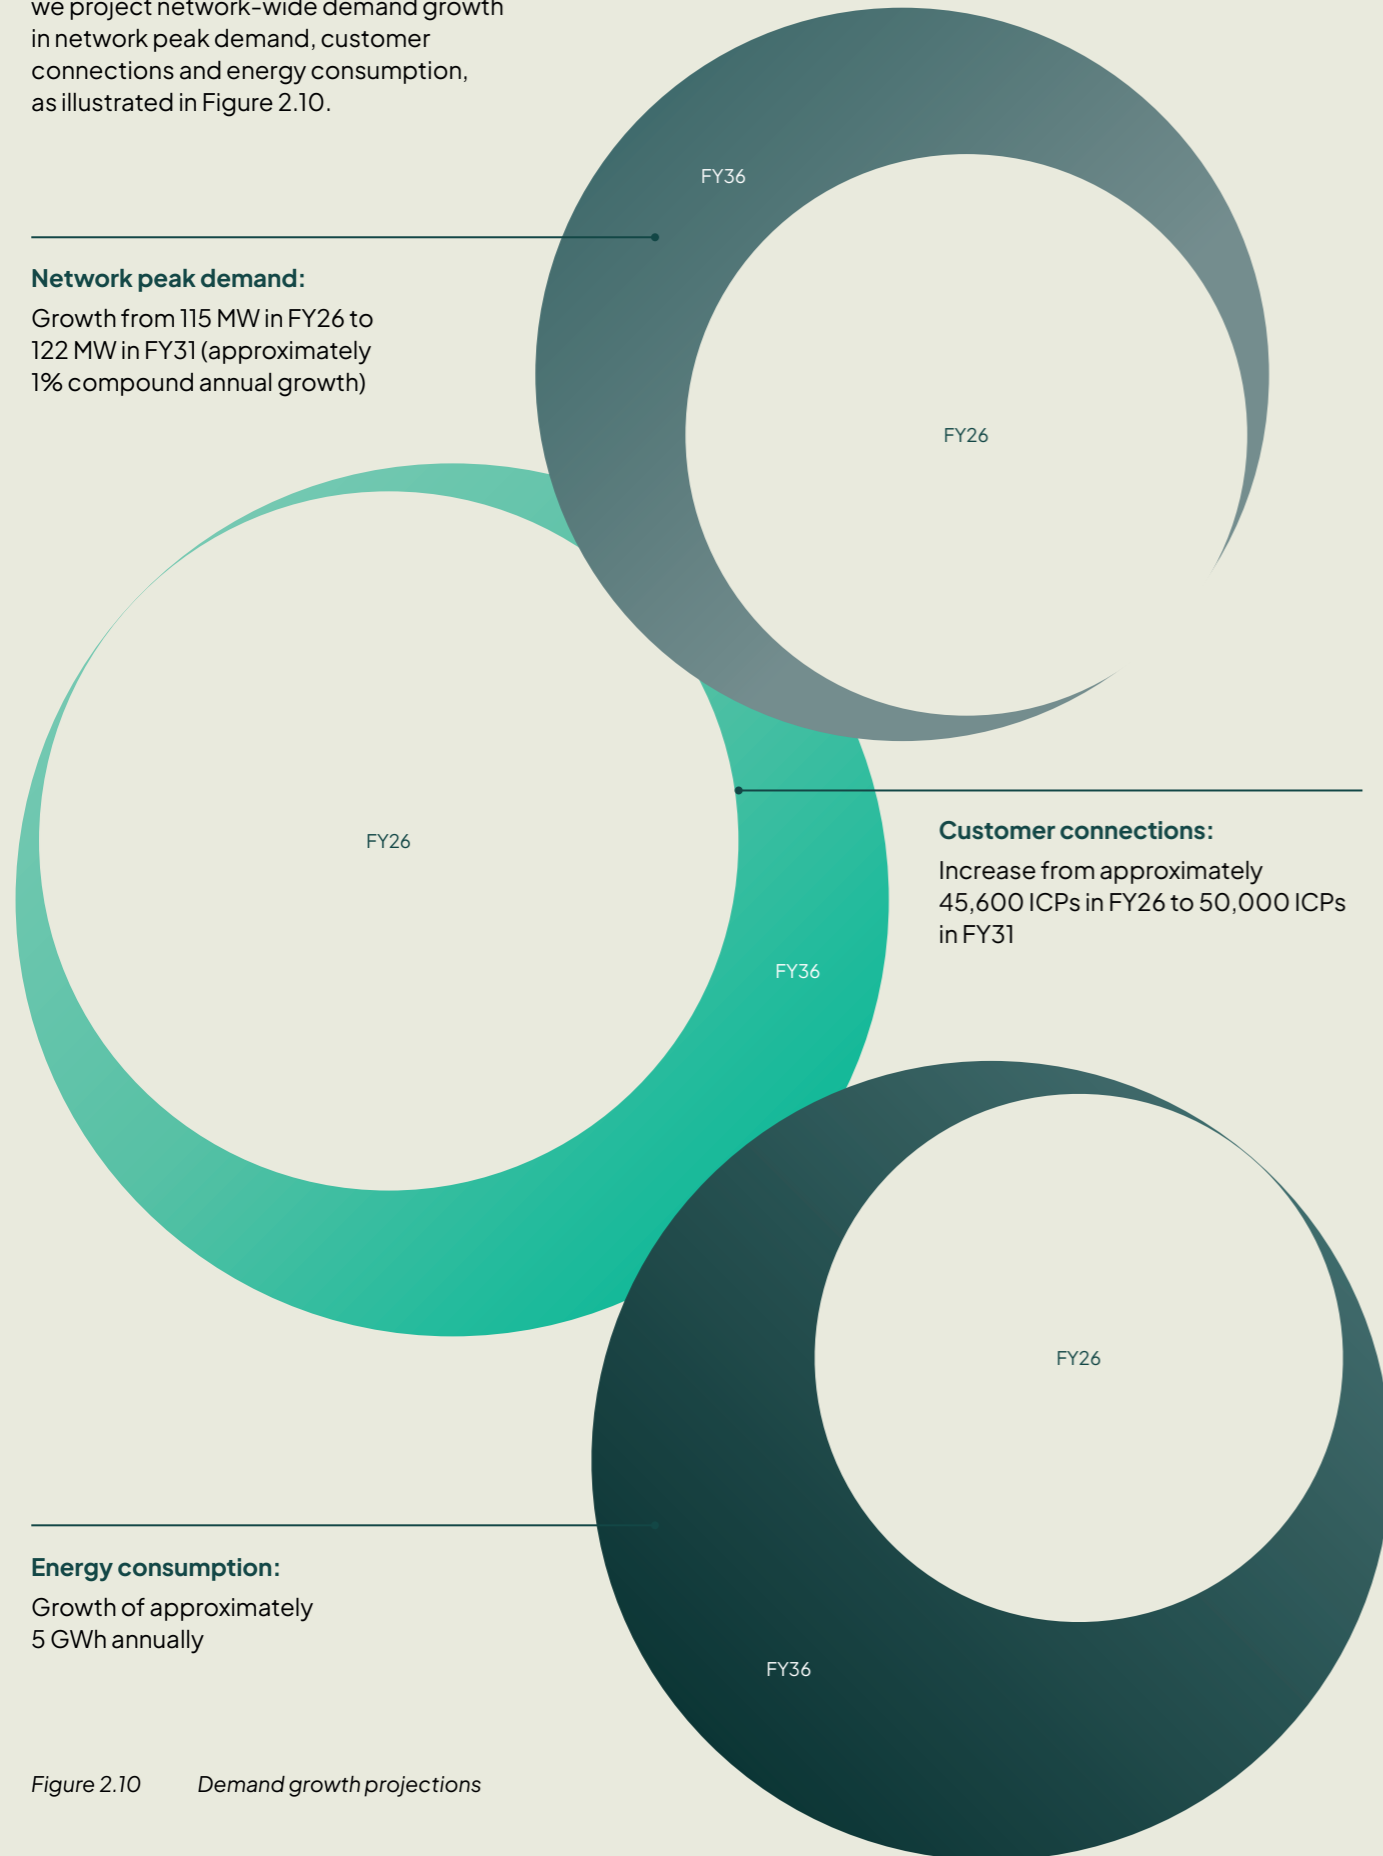 we project network-wide demand growth
in network peak demand, customer
connections and energy consumption,
as illustrated in Figure 2.10.
FY36
Network peak demand:
Growth from 115 MW in FY26 to
122 MW in FY31 (approximately
1% compound annual growth)
FY26
FY26
Customer connections:
Increase from approximately
45,600 ICPs in FY26 to 50,000 ICPs
in FY31
FY36
FY26
Energy consumption:
Growth of approximately
5 GWh annually
FY36
Figure 2.10 Demand growth projections